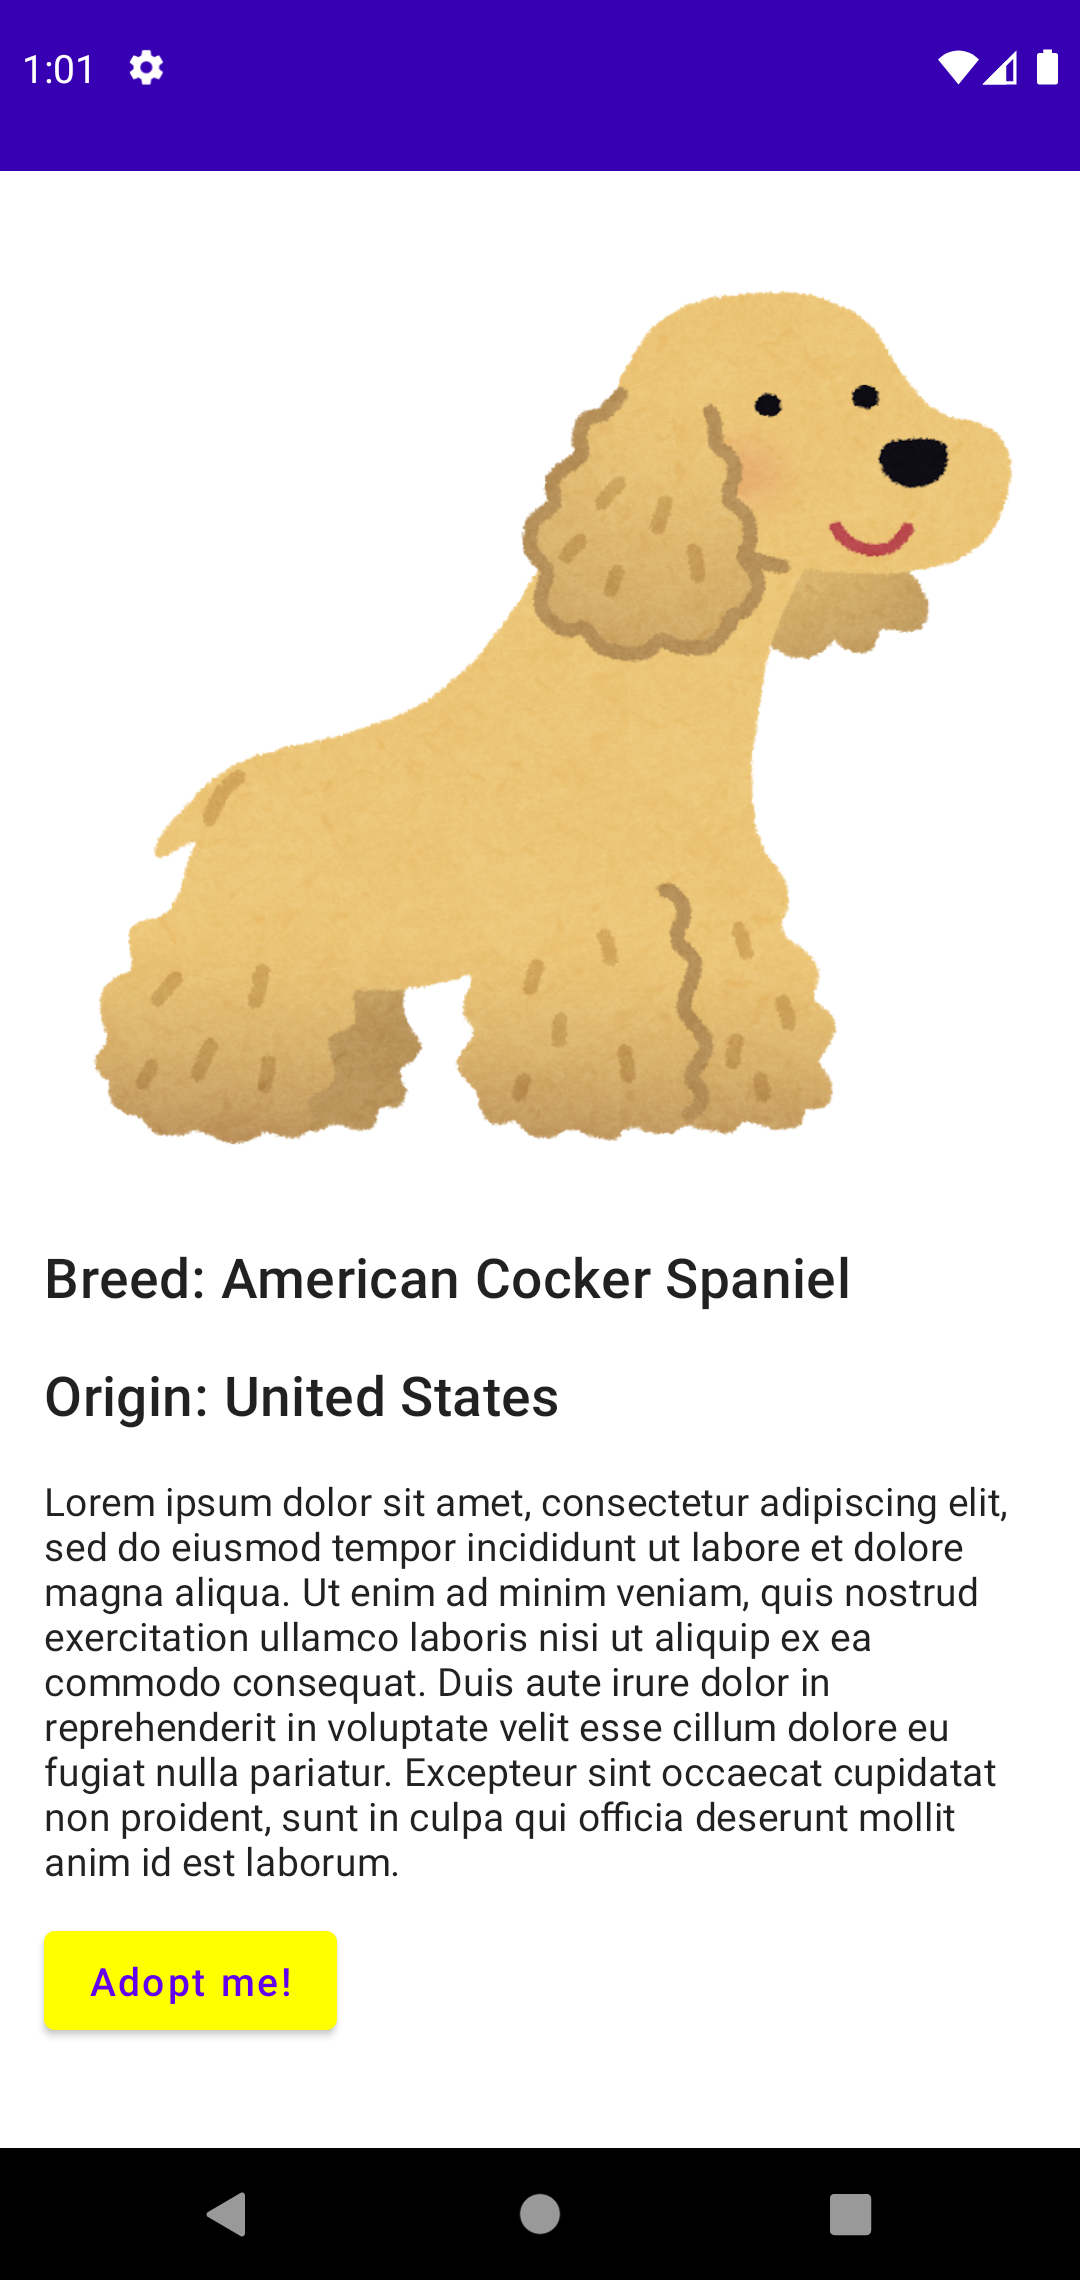 1:01
Breed: American Cocker Spaniel
Origin: United States
Lorem ipsum dolor sit amet, consectetur adipiscing elit,
sed do eiusmod tempor incididunt ut labore et dolore
magna aliqua. Ut enim ad minim veniam, quis nostrud
exercitation ullamco laboris nisi ut aliquip ex ea
commodo consequat. Duis aute irure dolor in
reprehenderit in voluptate velit esse cillum dolore eu
fugiat nulla pariatur. Excepteur sint occaecat cupidatat
non proident, sunt in culpa qui officia deserunt mollit
anim id est laborum.
Adopt me!